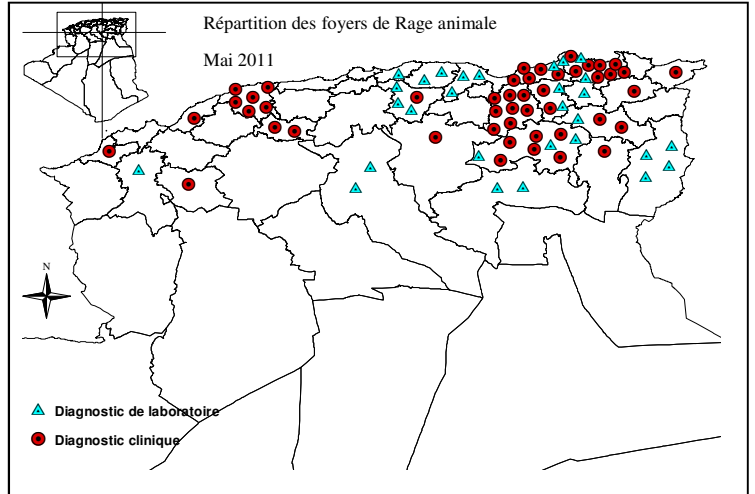 Répartition des foyers de Rage animale
Mai 2011
N
Diagnostic de laboratoire
Diagnostic clinique